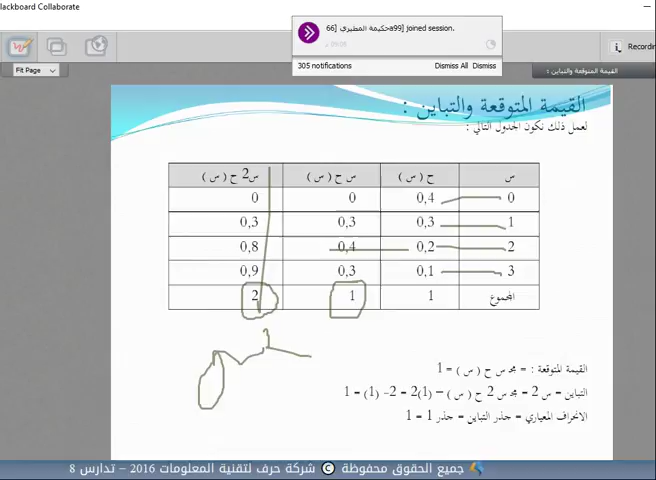 lackboard Collaborate
حكيمة المطيري [66a99] joined session.
305 notifications
Dismiss All Dismiss
Recordin
Fit Page
القيمة المتوقعة والتباين
القيمة المتوقعة والتباين :
لعمل ذلك نكون الجدول التالي :
س ح ( س ) س ح ( س ) س2 ح ( س )
0 0,4 0 0
1 0,3 0,3 0,3
2 0,2 0,4 0,8
3 0,1 0,3 0,9
المجموع 1 1 2
القيمة المتوقعة : = مجـ س ح ( س ) = 1
التباين = س 2 = مجـ س 2 ح ( س ) – (1)2 = 2- (1) = 1
الانحراف المعياري = جذر التباين = جذر 1 = 1
جميع الحقوق محفوظة © شركة حرف لتقنية المعلومات 2016 – تدارس 8